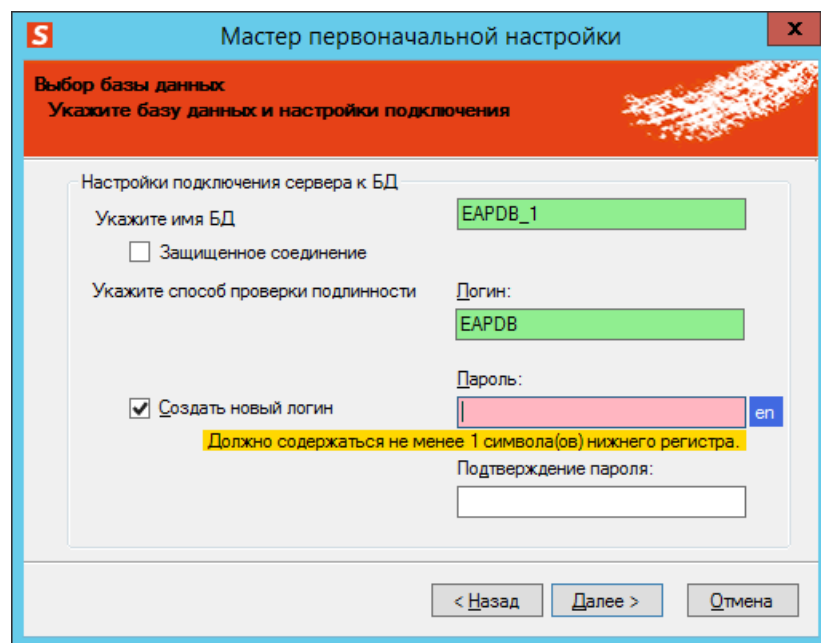 S
Мастер первоначальной настройки
x
Выбор базы данных
Укажите базу данных и настройки подключения
Настройки подключения сервера к БД
Укажите имя БД
EAPDB_1
Защищенное соединение
Укажите способ проверки подлинности
Логин:
EAPDB
Пароль:
Создать новый логин
en
Должно содержаться не менее 1 символа(ов) нижнего регистра.
Подтверждение пароля:
< Назад
Далее >
Отмена